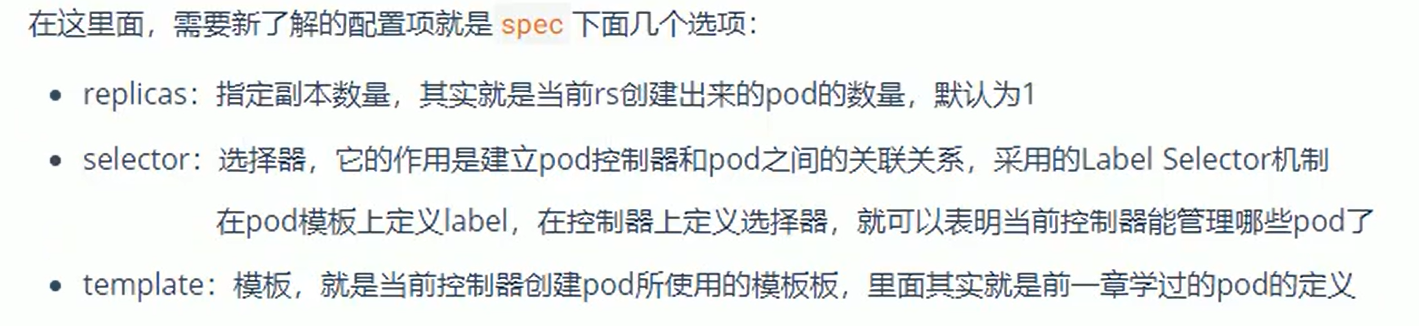 在这里面，需要新了解的配置项就是 spec 下面几个选项：
• replicas：指定副本数量，其实就是当前rs创建出来的pod的数量，默认为1
• selector：选择器，它的作用是建立pod控制器和pod之间的关联关系，采用的Label Selector机制
在pod模板上定义label，在控制器上定义选择器，就可以表明当前控制器能管理哪些pod了
• template：模板，就是当前控制器创建pod所使用的模板板，里面其实就是前一章学过的pod的定义